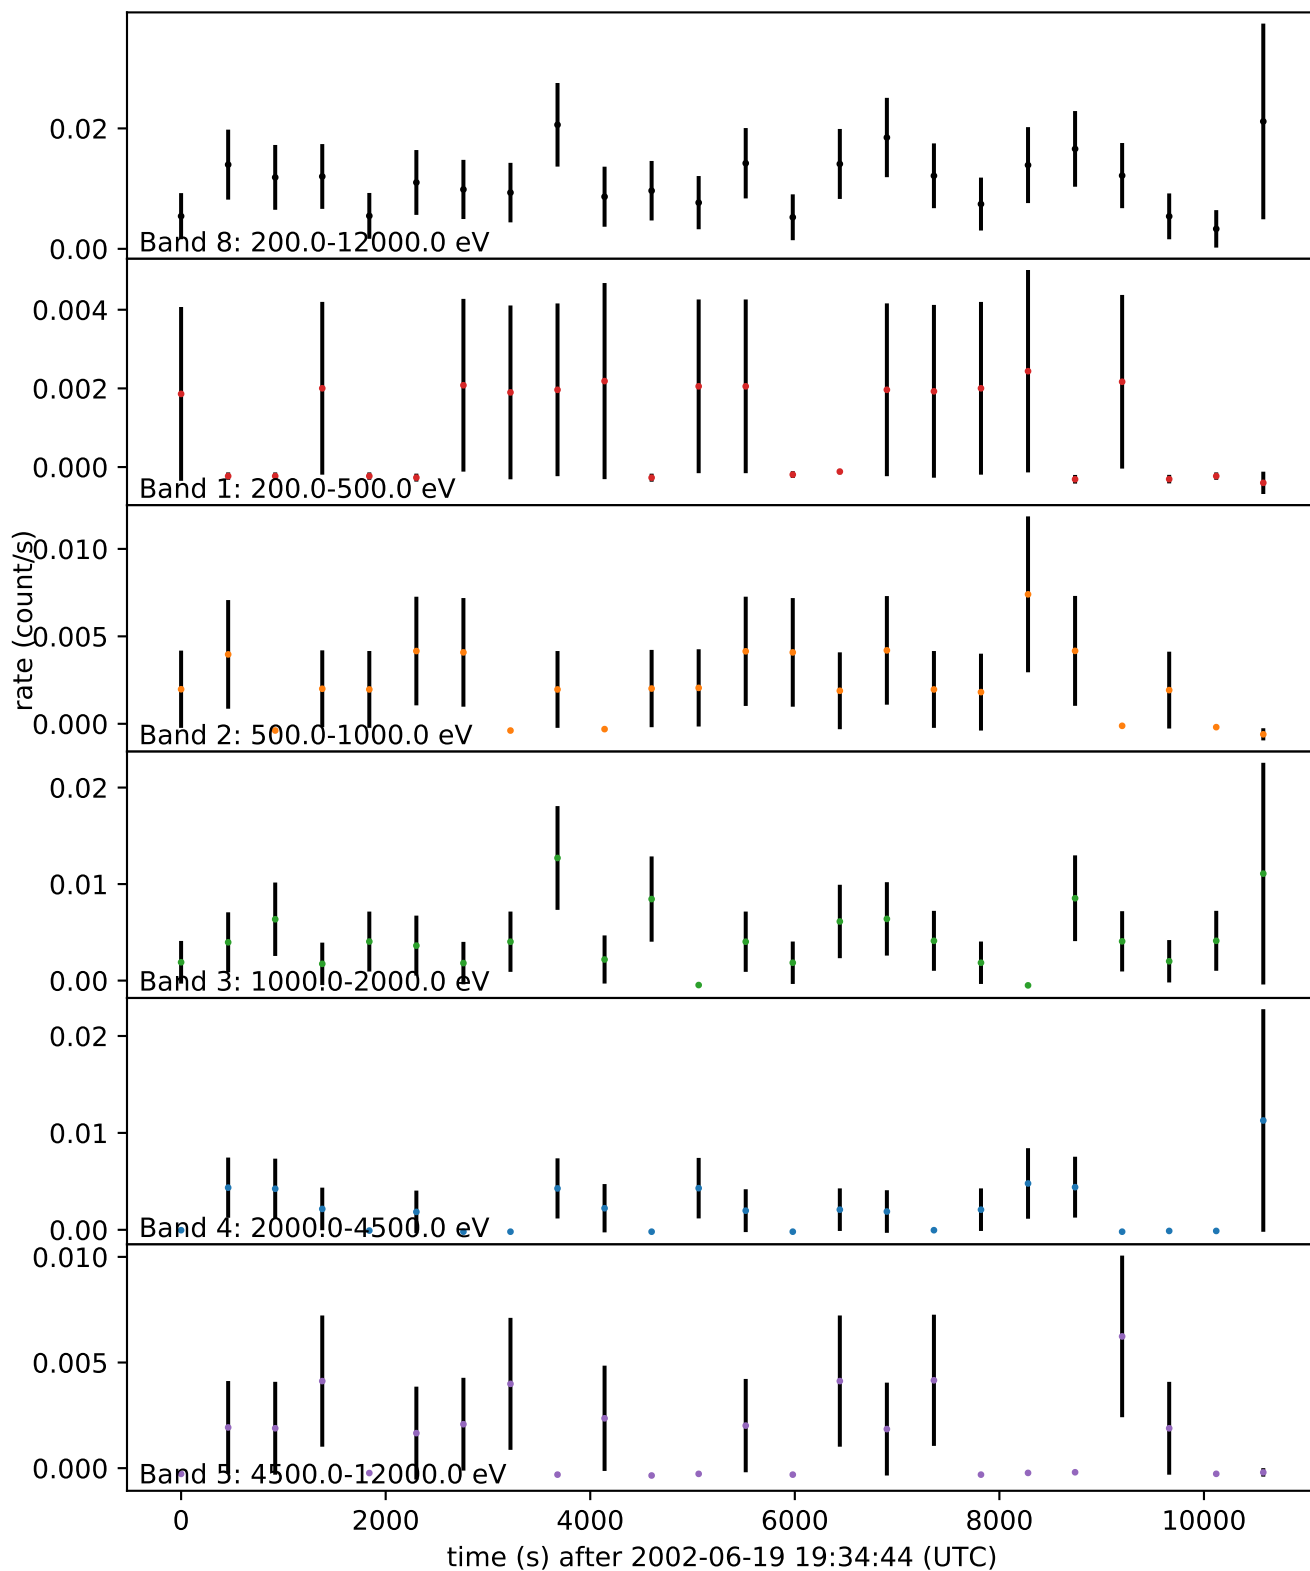 0.02
0.00
Band 8: 200.0-12000.0 eV
0.004
0.002
0.000
Band 1: 200.0-500.0 eV
rate (count/s)
0.010
0.005
0.000
Band 2: 500.0-1000.0 eV
0.02
0.01
0.00
Band 3: 1000.0-2000.0 eV
0.02
0.01
0.00
Band 4: 2000.0-4500.0 eV
0.010
0.005
0.000
Band 5: 4500.0-12000.0 eV
0 2000 4000 6000 8000 10000
time (s) after 2002-06-19 19:34:44 (UTC)